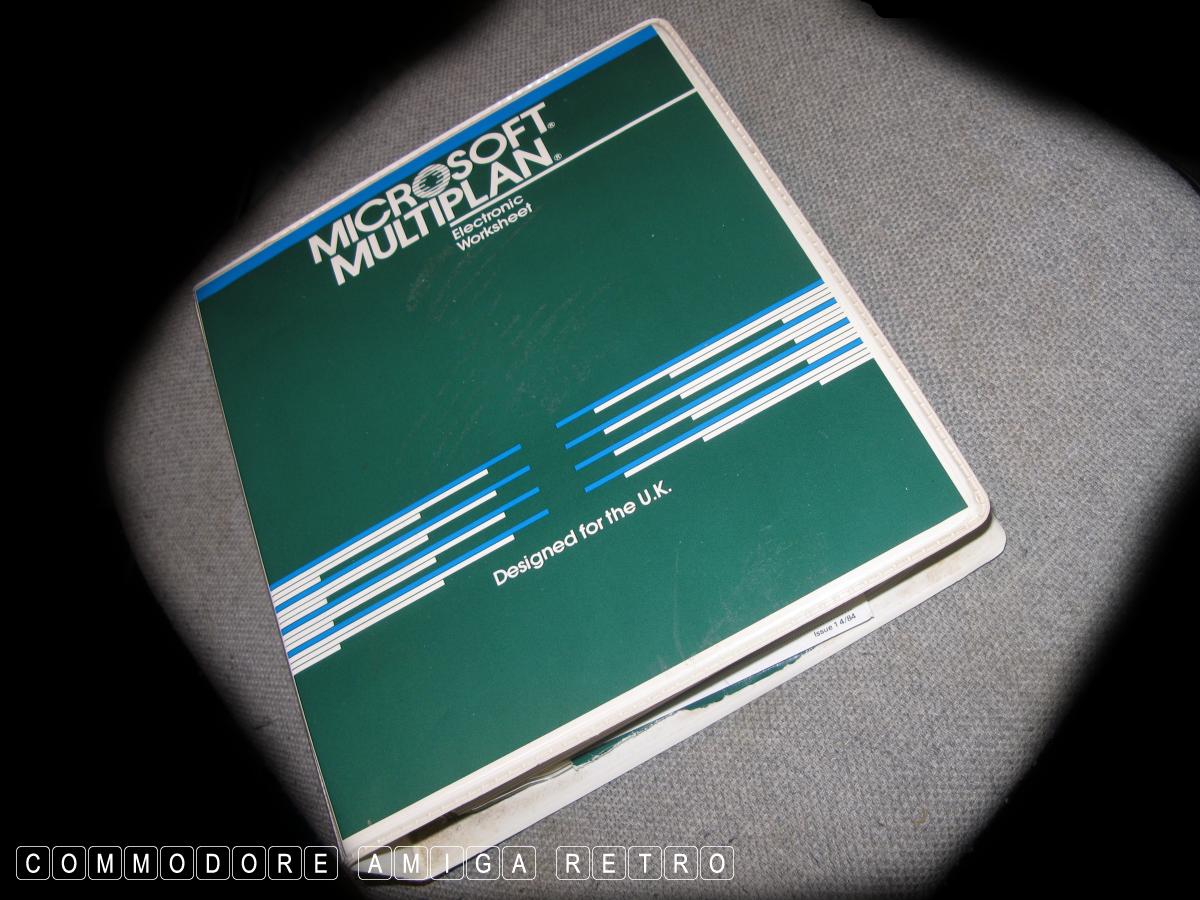 MICROSOFT®
MULTIPLAN®
Electronic
Worksheet
Designed for the U.K.
Issue 1 4/84
COMMODORE AMIGA RETRO